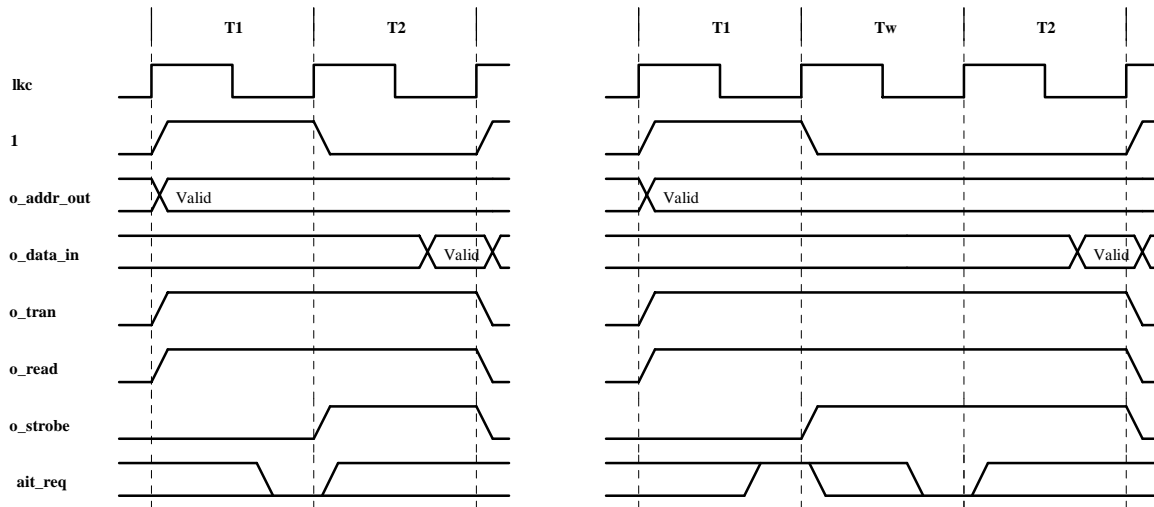 T1 T2 T1 Tw T2
lkc
1
o_addr_out Valid Valid
o_data_in Valid Valid
o_tran
o_read
o_strobe
ait_req